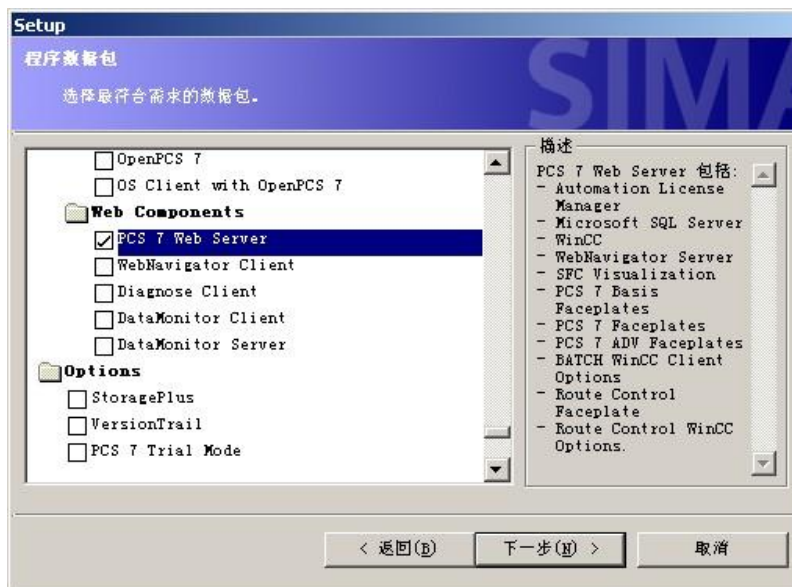 Setup
程序数据包
选择最符合需求的数据包。
SIMA
OpenPCS 7
OS Client with OpenPCS 7
Web Components
PCS 7 Web Server
WebNavigator Client
Diagnose Client
DataMonitor Client
DataMonitor Server
Options
StoragePlus
VersionTrail
PCS 7 Trial Mode
描述
PCS 7 Web Server 包括:
- Automation License
Manager
- Microsoft SQL Server
- WinCC
- WebNavigator Server
- SFC Visualization
- PCS 7 Basis
Faceplates
- PCS 7 Faceplates
- PCS 7 ADV Faceplates
- BATCH WinCC Client
Options
- Route Control
Faceplate
- Route Control WinCC
Options.
< 返回(B)
下一步(N) >
取消